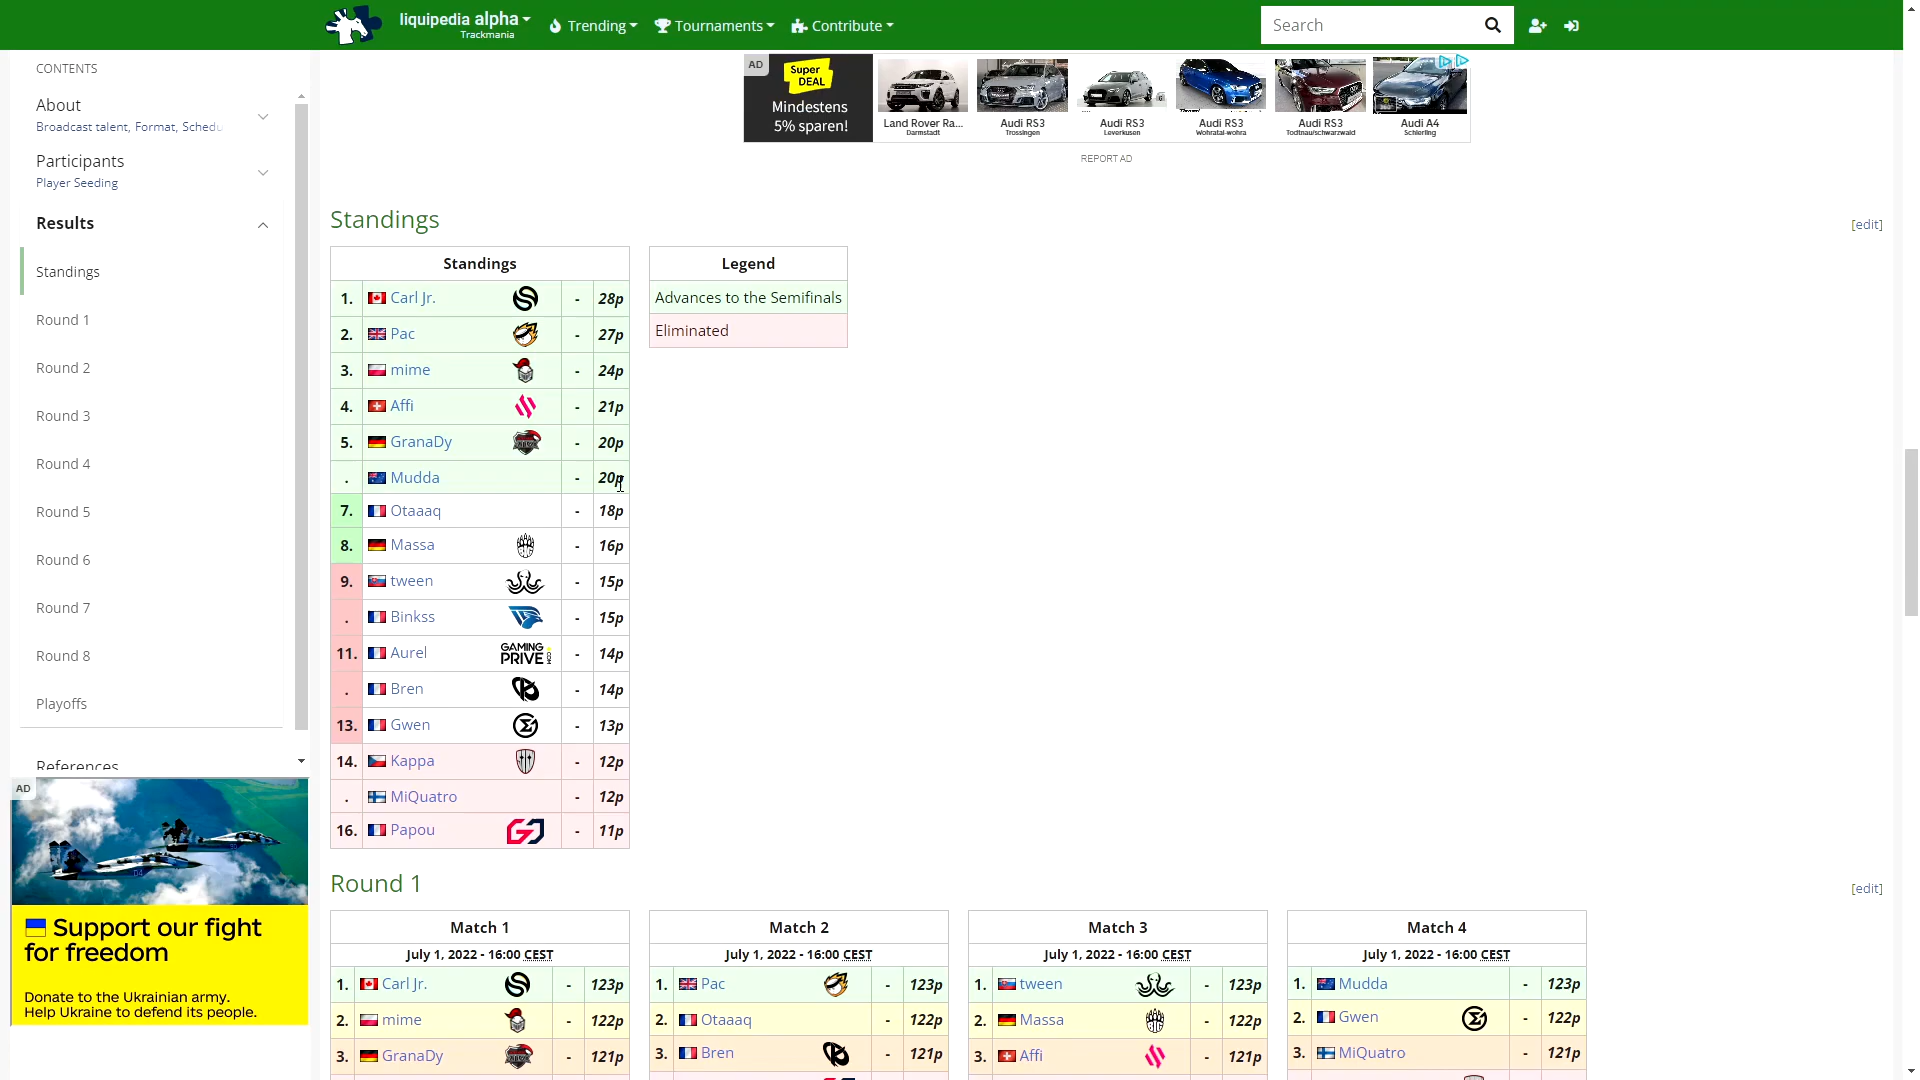 liquipedia alpha
Trackmania
Trending
Tournaments
Contribute
Search
CONTENTS
About
Broadcast talent, Format, Schedu
Participants
Player Seeding
Results
Standings
Round 1
Round 2
Round 3
Round 4
Round 5
Round 6
Round 7
Round 8
Playoffs
References
AD
Support our fight
for freedom
Donate to the Ukrainian army.
Help Ukraine to defend its people.
AD
Super
DEAL
Mindestens
5% sparen!
Land Rover Ra...
Darmstadt
Audi RS3
Trossingen
Audi RS3
Leverkusen
Audi RS3
Wohratal-wohra
Audi RS3
Todtnau/schwarzwald
Audi A4
Schierling
REPORT AD
Standings
[edit]
Standings
1. Carl Jr. - 28p
2. Pac - 27p
3. mime - 24p
4. Affi - 21p
5. GranaDy - 20p
. Mudda - 20p
7. Otaaaq - 18p
8. Massa - 16p
9. tween - 15p
. Binkss - 15p
11. Aurel GAMING PRIVE .COM - 14p
. Bren - 14p
13. Gwen - 13p
14. Kappa - 12p
. MiQuatro - 12p
16. Papou - 11p
Legend
Advances to the Semifinals
Eliminated
Round 1
[edit]
Match 1
July 1, 2022 - 16:00 CEST
1. Carl Jr. - 123p
2. mime - 122p
3. GranaDy - 121p
Match 2
July 1, 2022 - 16:00 CEST
1. Pac - 123p
2. Otaaaq - 122p
3. Bren - 121p
Match 3
July 1, 2022 - 16:00 CEST
1. tween - 123p
2. Massa - 122p
3. Affi - 121p
Match 4
July 1, 2022 - 16:00 CEST
1. Mudda - 123p
2. Gwen - 122p
3. MiQuatro - 121p